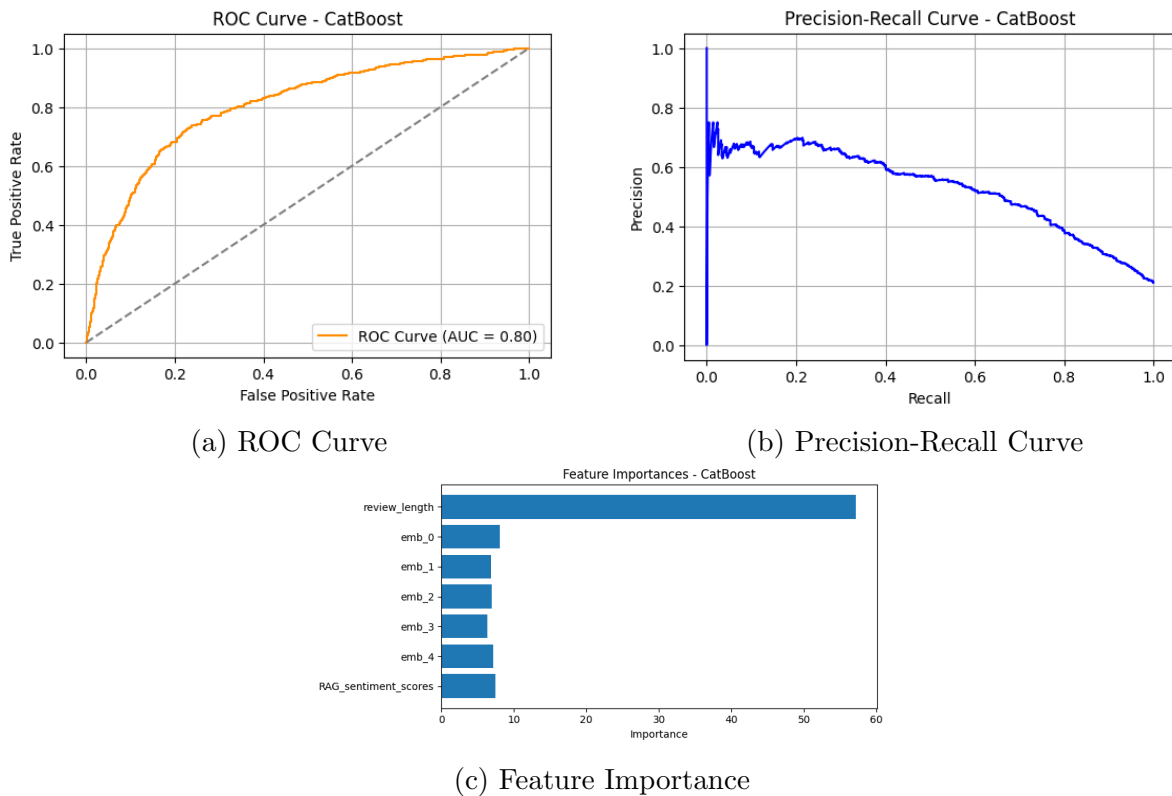 ROC Curve - CatBoost
1.0
0.8
0.6
0.4
0.2
0.0
True Positive Rate
0.0 0.2 0.4 0.6 0.8 1.0
False Positive Rate
ROC Curve (AUC = 0.80)
(a) ROC Curve
Precision-Recall Curve - CatBoost
1.0
0.8
0.6
0.4
0.2
0.0
Precision
0.0 0.2 0.4 0.6 0.8 1.0
Recall
(b) Precision-Recall Curve
Feature Importances - CatBoost
review_length
emb_0
emb_1
emb_2
emb_3
emb_4
RAG_sentiment_scores
0 10 20 30 40 50 60
Importance
(c) Feature Importance